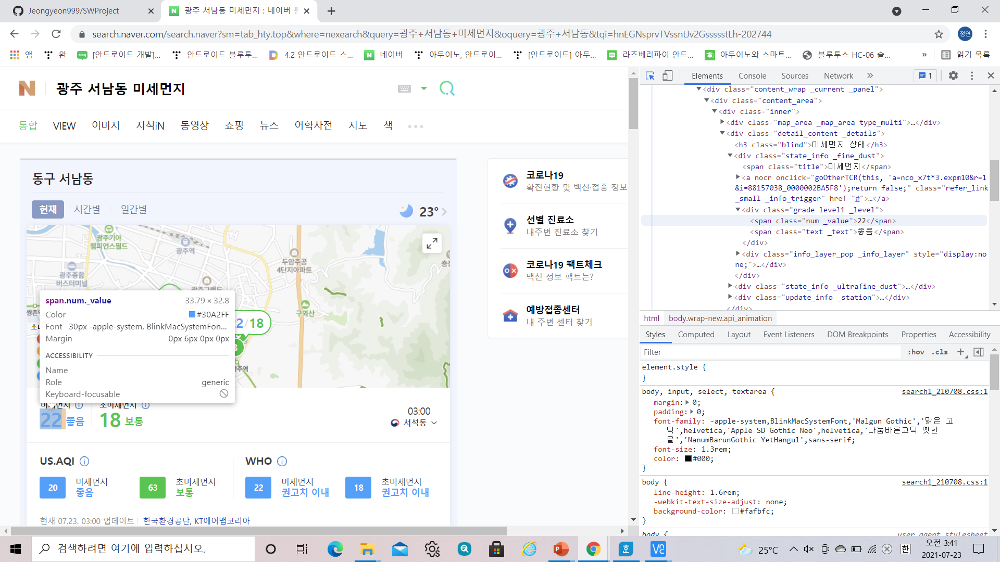 Jeongyeon999/SWProject
광주 서남동 미세먼지 : 네이버 통
search.naver.com/search.naver?sm=tab_hty.top&where=nexearch&query=광주+서남동+미세먼지&oquery=광주+서남동&tqi=hnEGNsprvTVssntJv2GssssstLh-202744
정연
앱 완 [안드로이드 개발]... 안드로이드 블루투... 4.2 안드로이드 스... 네이버 아두이노, 안드로이... [안드로이드] 아두... 라즈베리파이 안드... 아두이노와 스마트... 블루투스 HC-06 슬... » 읽기 목록
광주 서남동 미세먼지
통합 VIEW 이미지 지식iN 동영상 쇼핑 뉴스 어학사전 지도 책
동구 서남동
현재 시간별 일간별 23°
광주기아
챔피언스필드
광주역
두암주공
4단지아파트
광주종합
버스터미널
구와산
span.num._value 33.79 × 32.8
Color #30A2FF
Font 30px -apple-system, BlinkMacSystemFon...
Margin 0px 6px 0px 0px
ACCESSIBILITY
Name
Role generic
Keyboard-focusable
2/18
미세먼지 초미세먼지
22 좋음 18 보통
03:00
서석동
US.AQI
20 미세먼지 좋음
63 초미세먼지 보통
WHO
22 미세먼지 권고치 이내
18 초미세먼지 권고치 이내
현재 07.23. 03:00 업데이트 한국환경공단, KT에어맵코리아
코로나19
확진현황 및 백신·접종 정보
선별 진료소
내주변 진료소 찾기
코로나19 팩트체크
백신 정보 팩트는?
예방접종센터
내 주변 센터 찾기
Elements Console Sources Network » 1
<div class="content_wrap _current _panel">
<div class="content_area">
<div class="inner">
<div class="map_area _map_area type_multi">…</div>
<div class="detail_content _details">
<h3 class="blind">미세먼지 상태</h3>
<div class="state_info _fine_dust">
<span class="title">미세먼지</span>
<a nocr onclick="goOtherTCR(this, 'a=nco_x7t*3.expm10&r=1
&i=88157038_0000002BA5F8');return false;" class="refer_link
_small _info_trigger" href="#">…</a>
<div class="grade level1 _level">
<span class="num _value">22</span>
<span class="text _text">좋음</span>
</div>
<div class="info_layer_pop _info_layer" style="display:no
ne;">…</div>
</div>
<div class="state_info _ultrafine_dust">…</div>
<div class="update_info _station">…</div>
</div>
html body.wrap-new.api_animation
Styles Computed Layout Event Listeners DOM Breakpoints Properties Accessibility
Filter :hov .cls +
element.style {
}
body, input, select, textarea { search1_210708.css:1
margin: 0;
padding: 0;
font-family: -apple-system,BlinkMacSystemFont,'Malgun Gothic','맑은 고
딕',helvetica,'Apple SD Gothic Neo',helvetica,'나눔바른고딕 옛한
글','NanumBarunGothic YetHangul',sans-serif;
font-size: 1.3rem;
color: #000;
}
body { search1_210708.css:1
line-height: 1.6rem;
-webkit-text-size-adjust: none;
background-color: #fafbfc;
}
body { user agent stylesheet
검색하려면 여기에 입력하십시오.
25°C
한
오전 3:41
2021-07-23